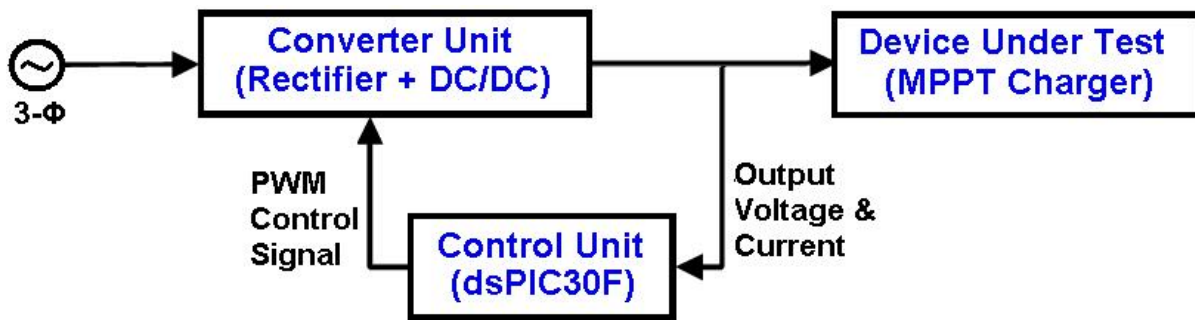 3-Φ
Converter Unit
(Rectifier + DC/DC)
Device Under Test
(MPPT Charger)
PWM
Control
Signal
Control Unit
(dsPIC30F)
Output
Voltage &
Current